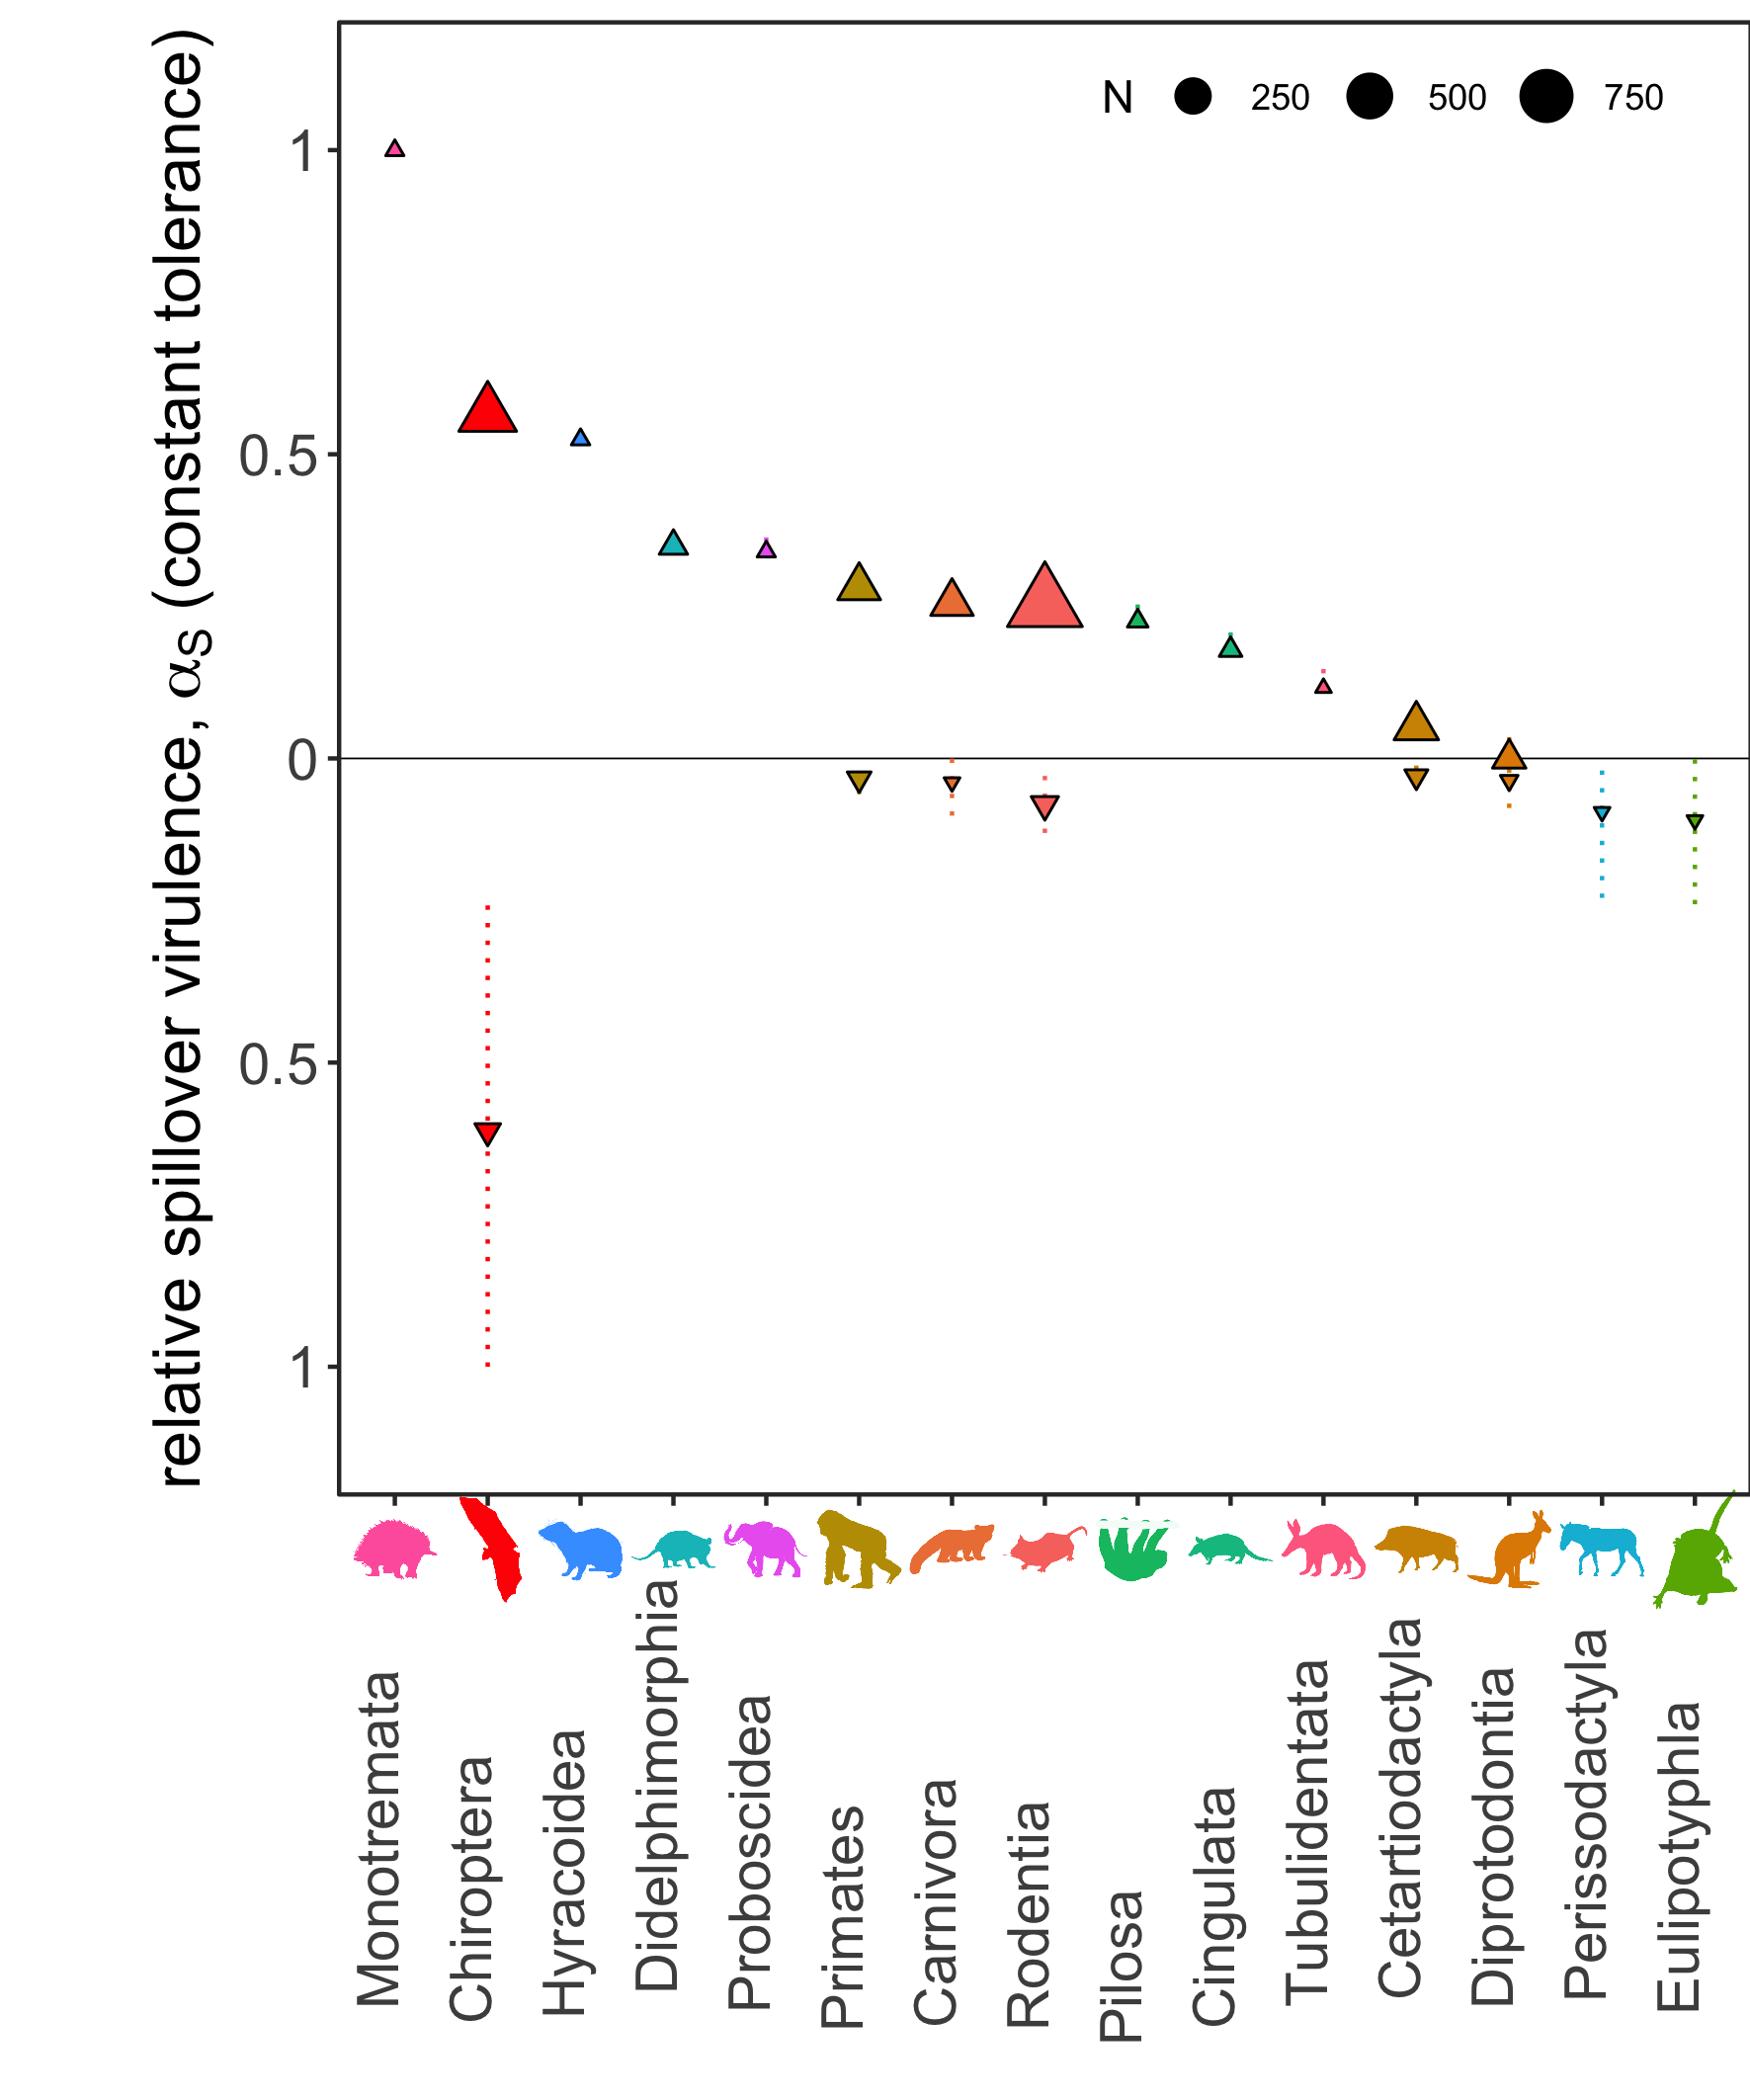 relative spillover virulence, αS (constant tolerance)
N 250 500 750
1
0.5
0
0.5
1
Monotremata
Chiroptera
Hyracoidea
Didelphimorphia
Proboscidea
Primates
Carnivora
Rodentia
Pilosa
Cingulata
Tubulidentata
Cetartiodactyla
Diprotodontia
Perissodactyla
Eulipotyphla